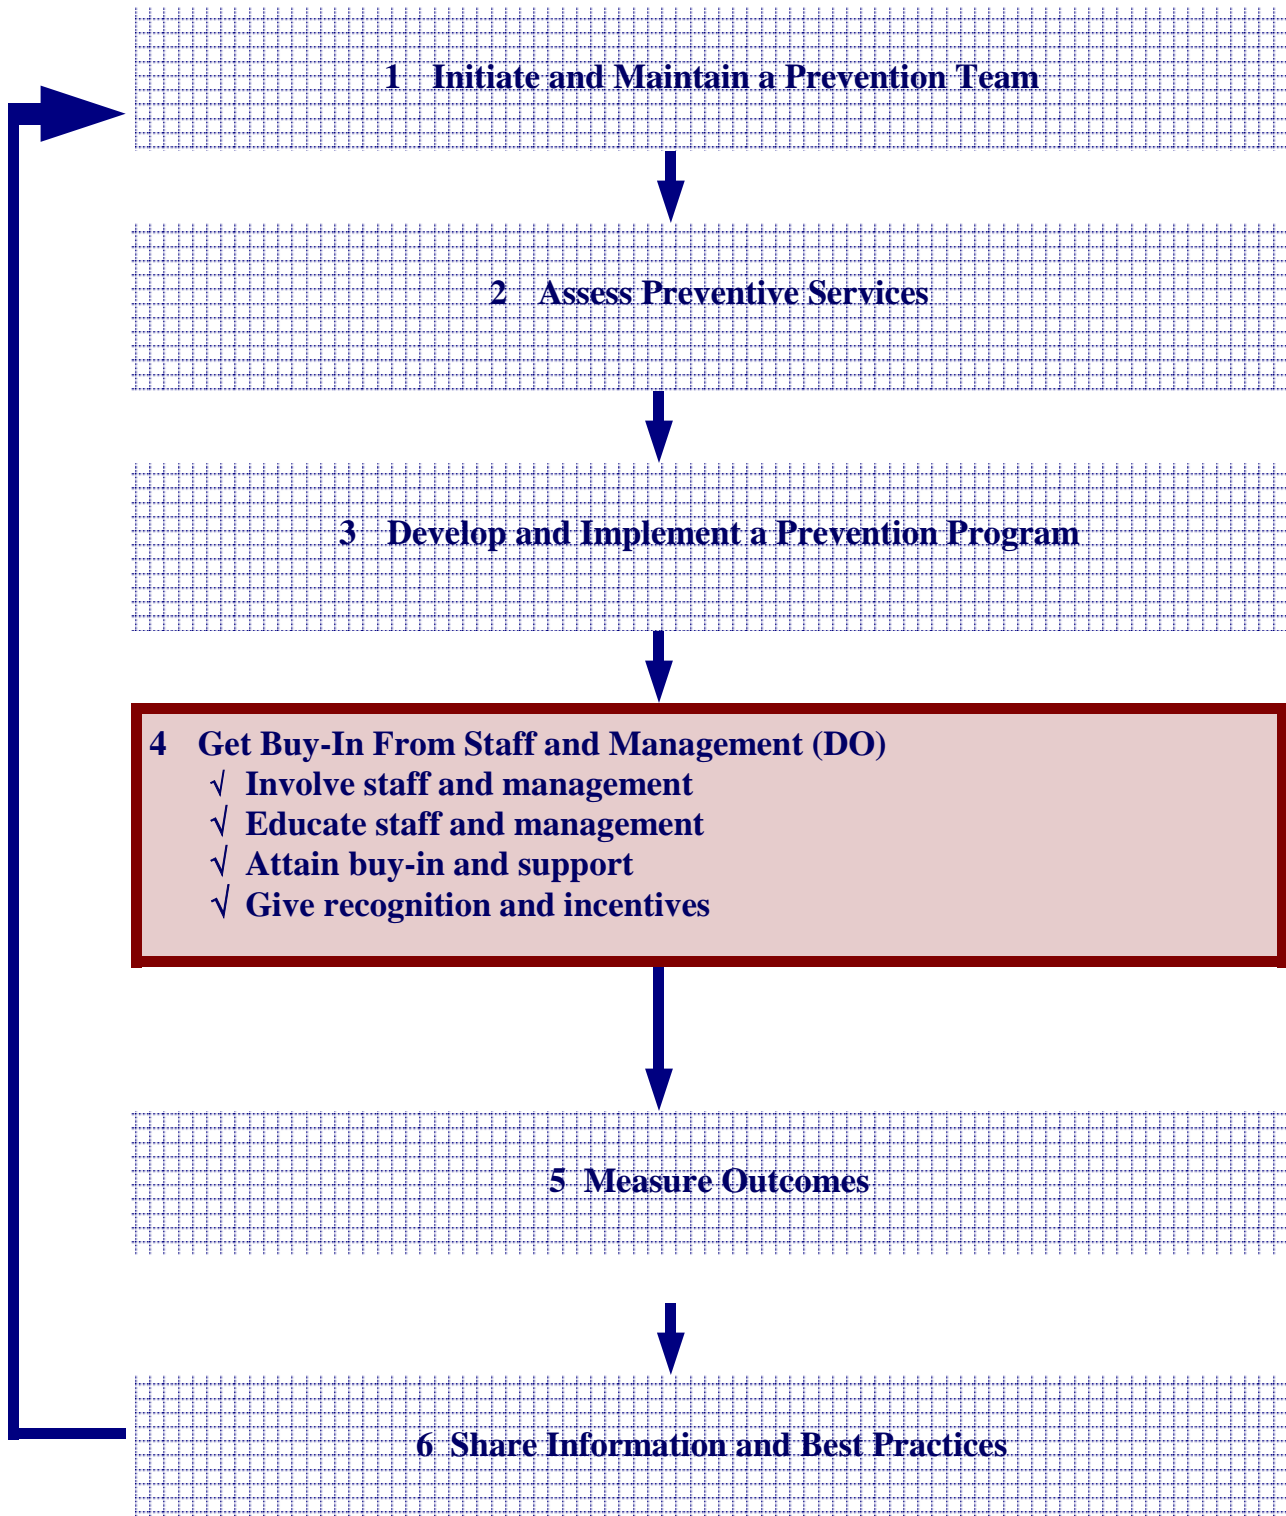 1 Initiate and Maintain a Prevention Team
2 Assess Preventive Services
3 Develop and Implement a Prevention Program
4 Get Buy-In From Staff and Management (DO)
√ Involve staff and management
√ Educate staff and management
√ Attain buy-in and support
√ Give recognition and incentives
5 Measure Outcomes
6 Share Information and Best Practices